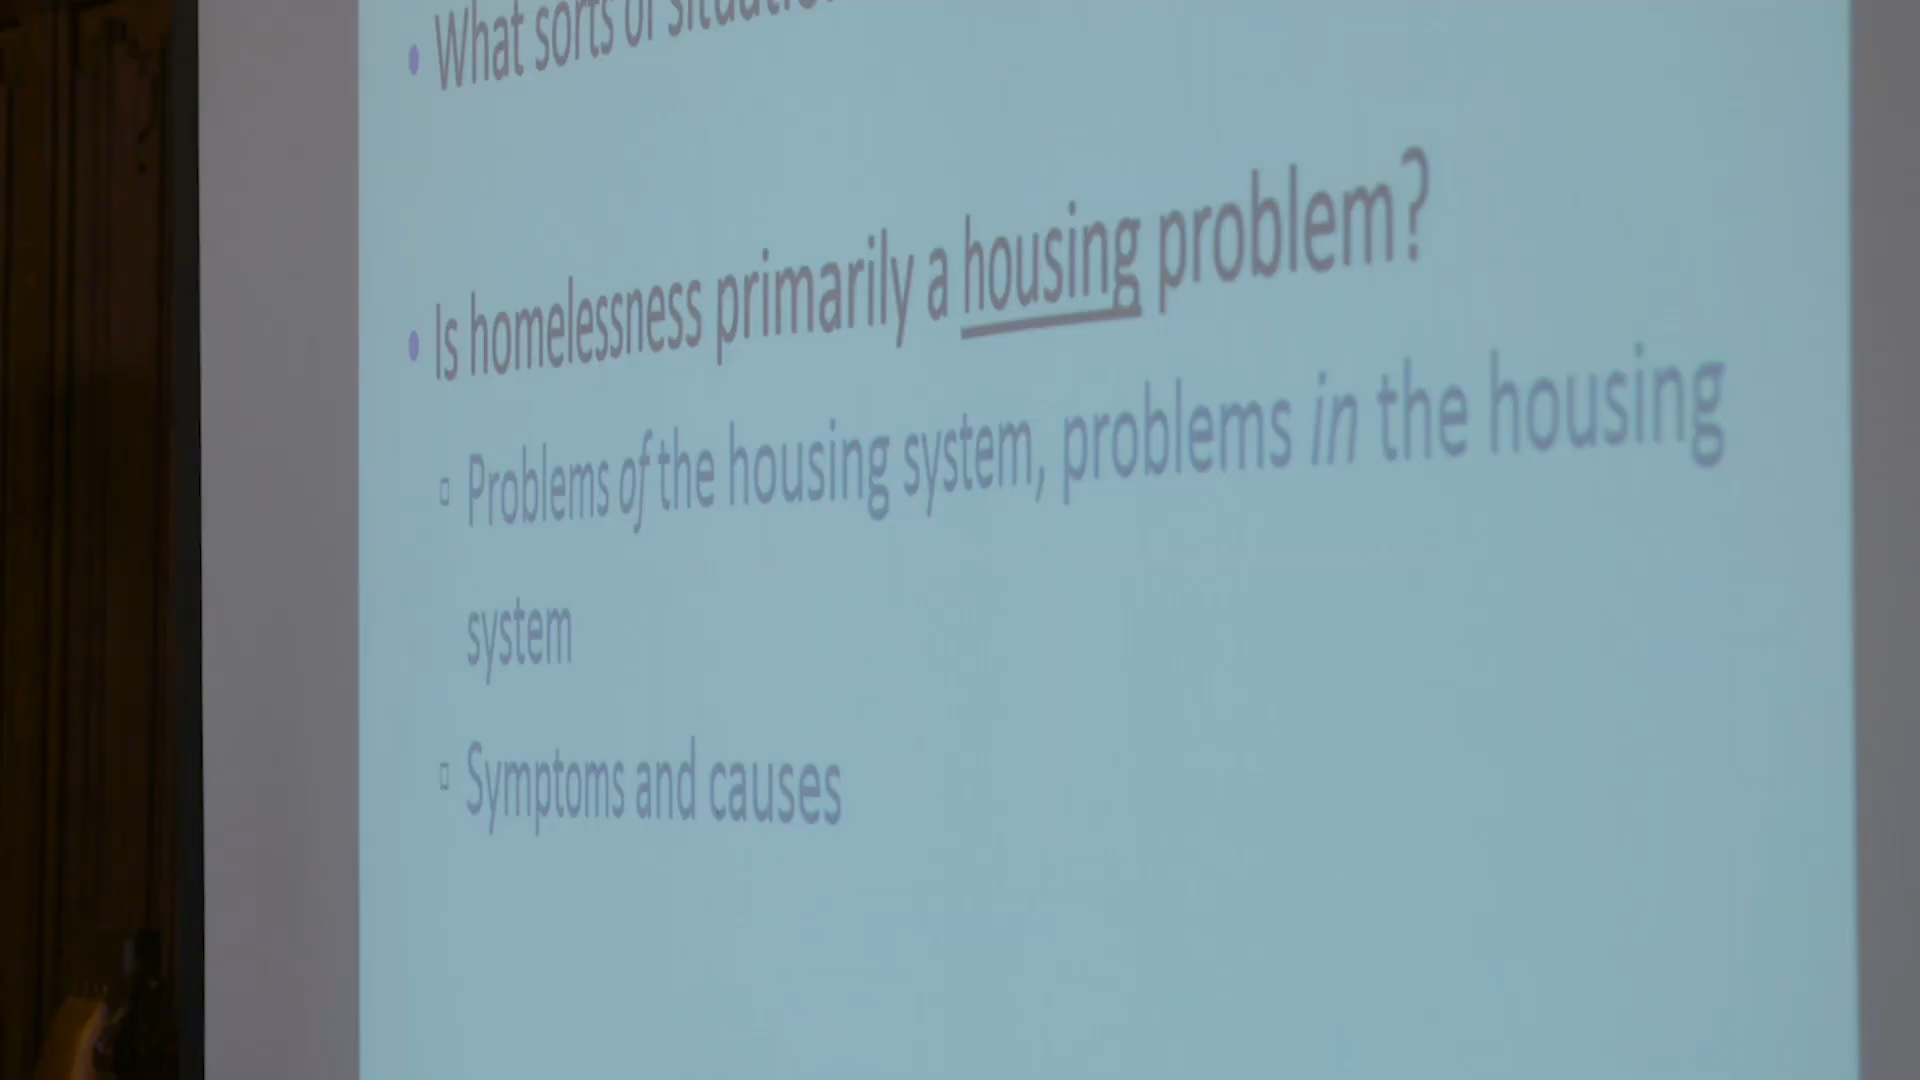 • What sorts of
• Is homelessness primarily a housing problem?
▫ Problems of the housing system, problems in the housing
system
▫ Symptoms and causes